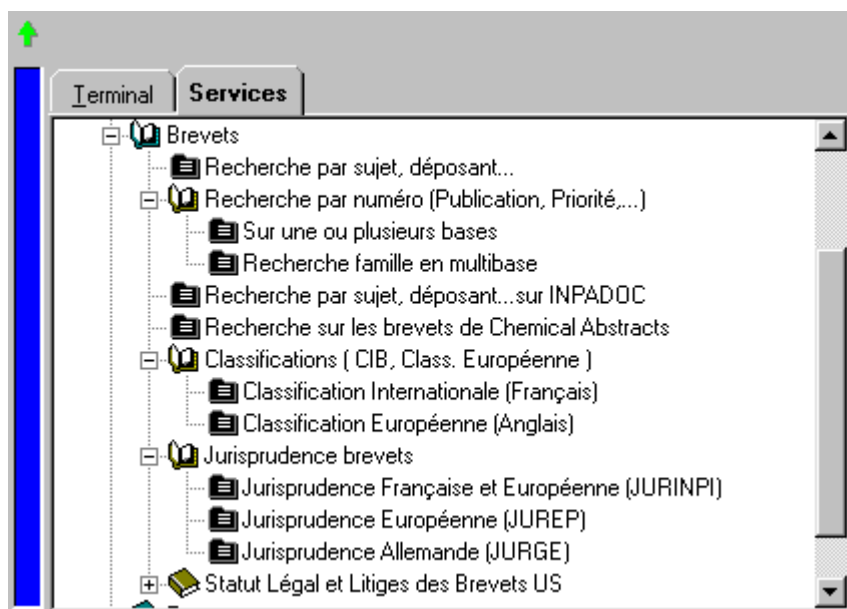 Terminal Services
Brevets
Recherche par sujet, déposant...
Recherche par numéro (Publication, Priorité,...)
Sur une ou plusieurs bases
Recherche famille en multibase
Recherche par sujet, déposant...sur INPADOC
Recherche sur les brevets de Chemical Abstracts
Classifications ( CIB, Class. Européenne )
Classification Internationale (Français)
Classification Européenne (Anglais)
Jurisprudence brevets
Jurisprudence Française et Européenne (JURINPI)
Jurisprudence Européenne (JUREP)
Jurisprudence Allemande (JURGE)
Statut Légal et Litiges des Brevets US